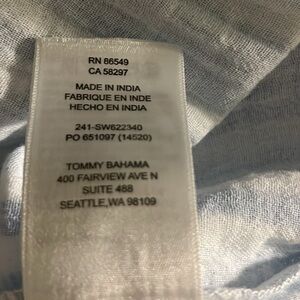 RN 86549
CA 58297
MADE IN INDIA
FABRIQUE EN INDE
HECHO EN INDIA
241-SW622340
PO 651097 (14520)
TOMMY BAHAMA
400 FAIRVIEW AVE N
SUITE 488
SEATTLE,WA 98109